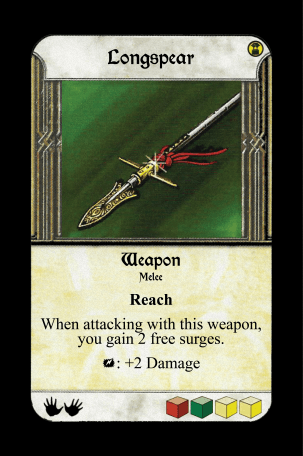 Longspear
Weapon
Melee
Reach
When attacking with this weapon,
you gain 2 free surges.
: +2 Damage